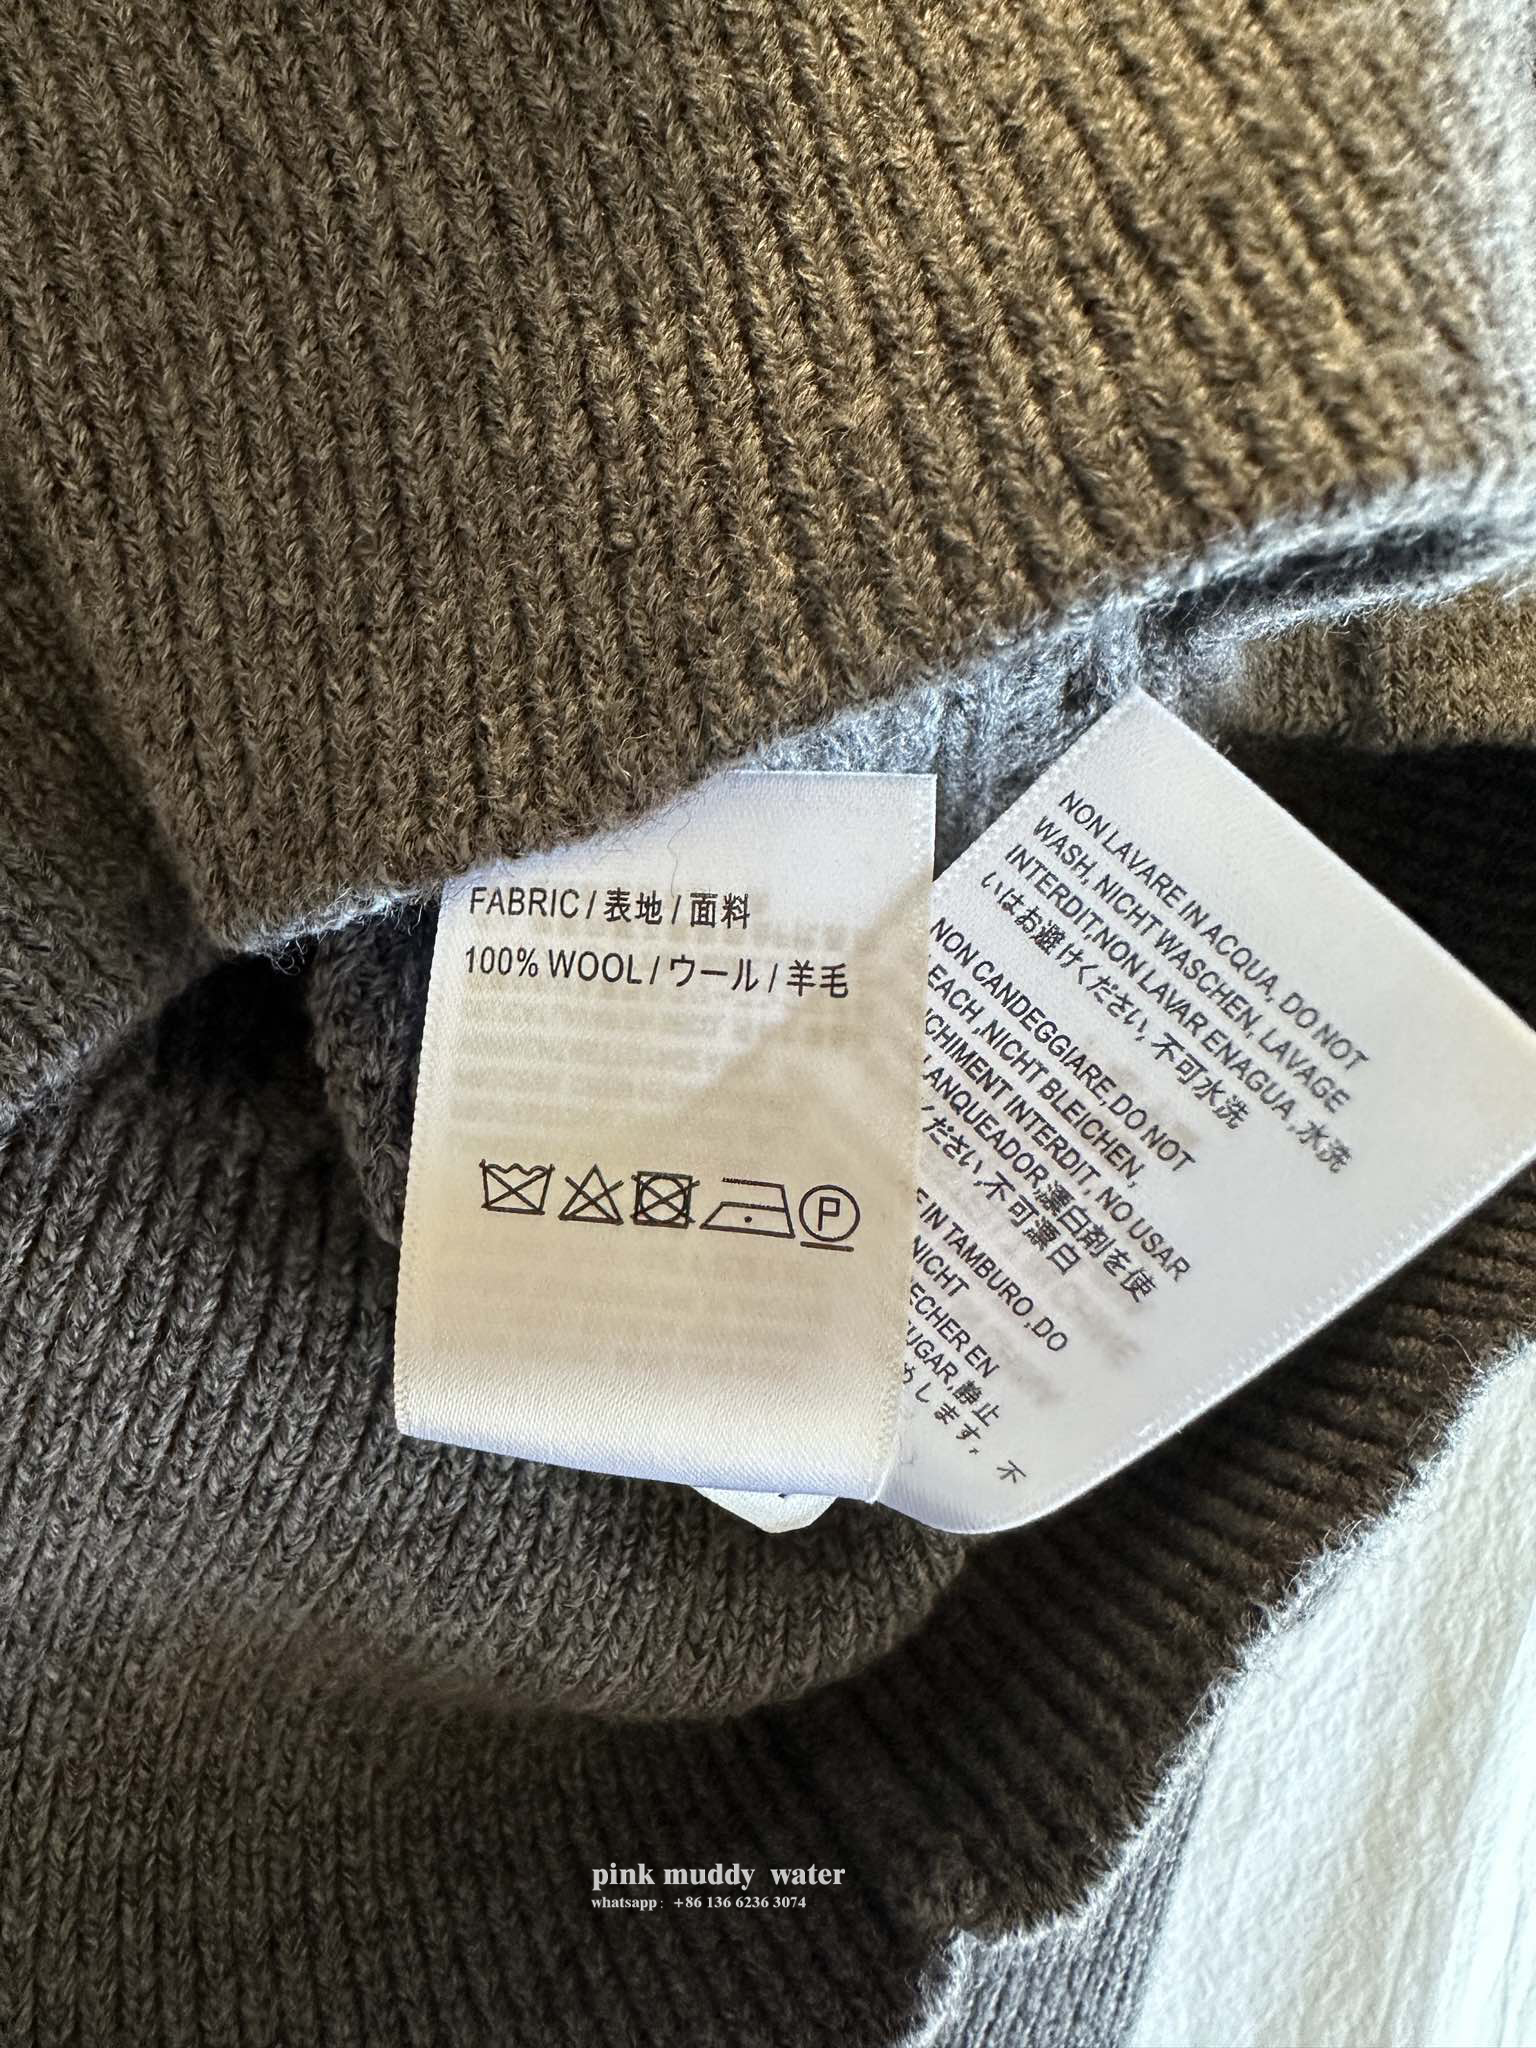 FABRIC / 表地 / 面料
100% WOOL / ウール / 羊毛
P
NON LAVARE IN ACQUA, DO NOT
WASH, NICHT WASCHEN, LAVAGE
INTERDIT,NON LAVAR ENAGUA ,水洗
いはお避けください, 不可水洗
NON CANDEGGIARE,DO NOT
EACH ,NICHT BLEICHEN,
CHIMENT INTERDIT, NO USAR
ANQUEADOR,漂白剤を使
ください,不可漂白
E IN TAMBURO ,DO
NICHT
ECHER EN
UGAR,静止
めします, 不
pink muddy water
whatsapp: +86 136 6236 3074